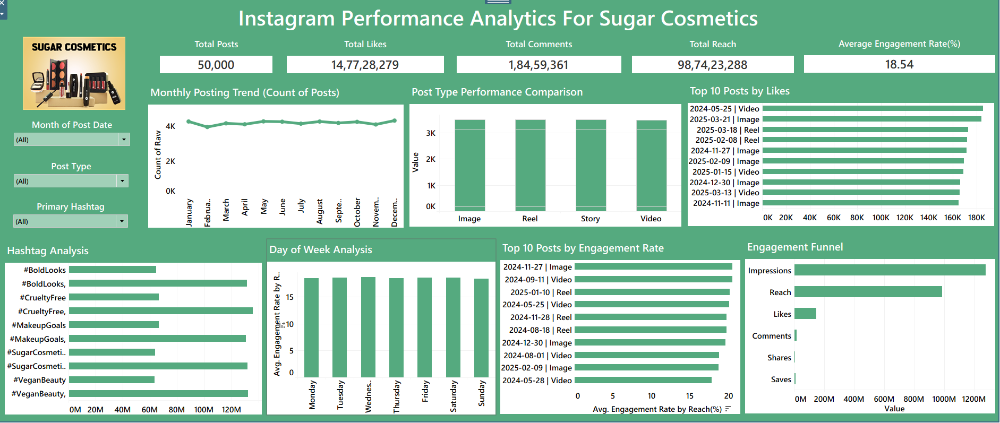 Instagram Performance Analytics For Sugar Cosmetics
SUGAR COSMETICS
Total Posts
50,000
Total Likes
14,77,28,279
Total Comments
1,84,59,361
Total Reach
98,74,23,288
Average Engagement Rate(%)
18.54
Month of Post Date
(All)
Post Type
(All)
Primary Hashtag
(All)
Monthly Posting Trend (Count of Posts)
Count of Raw
4K
2K
0K
January
Februa..
March
April
May
June
July
August
Septe..
October
Novem..
Decem..
Post Type Performance Comparison
Value
3K
2K
1K
0K
Image
Reel
Story
Video
Top 10 Posts by Likes
2024-05-25 | Video
2025-03-21 | Image
2025-03-18 | Reel
2025-02-08 | Reel
2024-11-27 | Image
2025-02-09 | Image
2025-01-15 | Video
2024-12-30 | Image
2025-03-13 | Video
2024-11-11 | Image
0K 20K 40K 60K 80K 100K 120K 140K 160K 180K
Hashtag Analysis
#BoldLooks
#BoldLooks,
#CrueltyFree
#CrueltyFree,
#MakeupGoals
#MakeupGoals,
#SugarCosmeti..
#SugarCosmeti..
#VeganBeauty
#VeganBeauty,
0M 20M 40M 60M 80M 100M 120M
Day of Week Analysis
Avg. Engagement Rate by R..
15
10
5
0
Monday
Tuesday
Wednes..
Thursday
Friday
Saturday
Sunday
Top 10 Posts by Engagement Rate
2024-11-27 | Image
2024-09-11 | Video
2025-01-10 | Reel
2024-05-25 | Video
2024-11-28 | Reel
2024-08-18 | Reel
2024-12-30 | Image
2024-08-01 | Video
2025-02-09 | Image
2024-05-28 | Video
0 5 10 15 20
Avg. Engagement Rate by Reach(%)
Engagement Funnel
Impressions
Reach
Likes
Comments
Shares
Saves
0M 200M 400M 600M 800M 1000M 1200M
Value